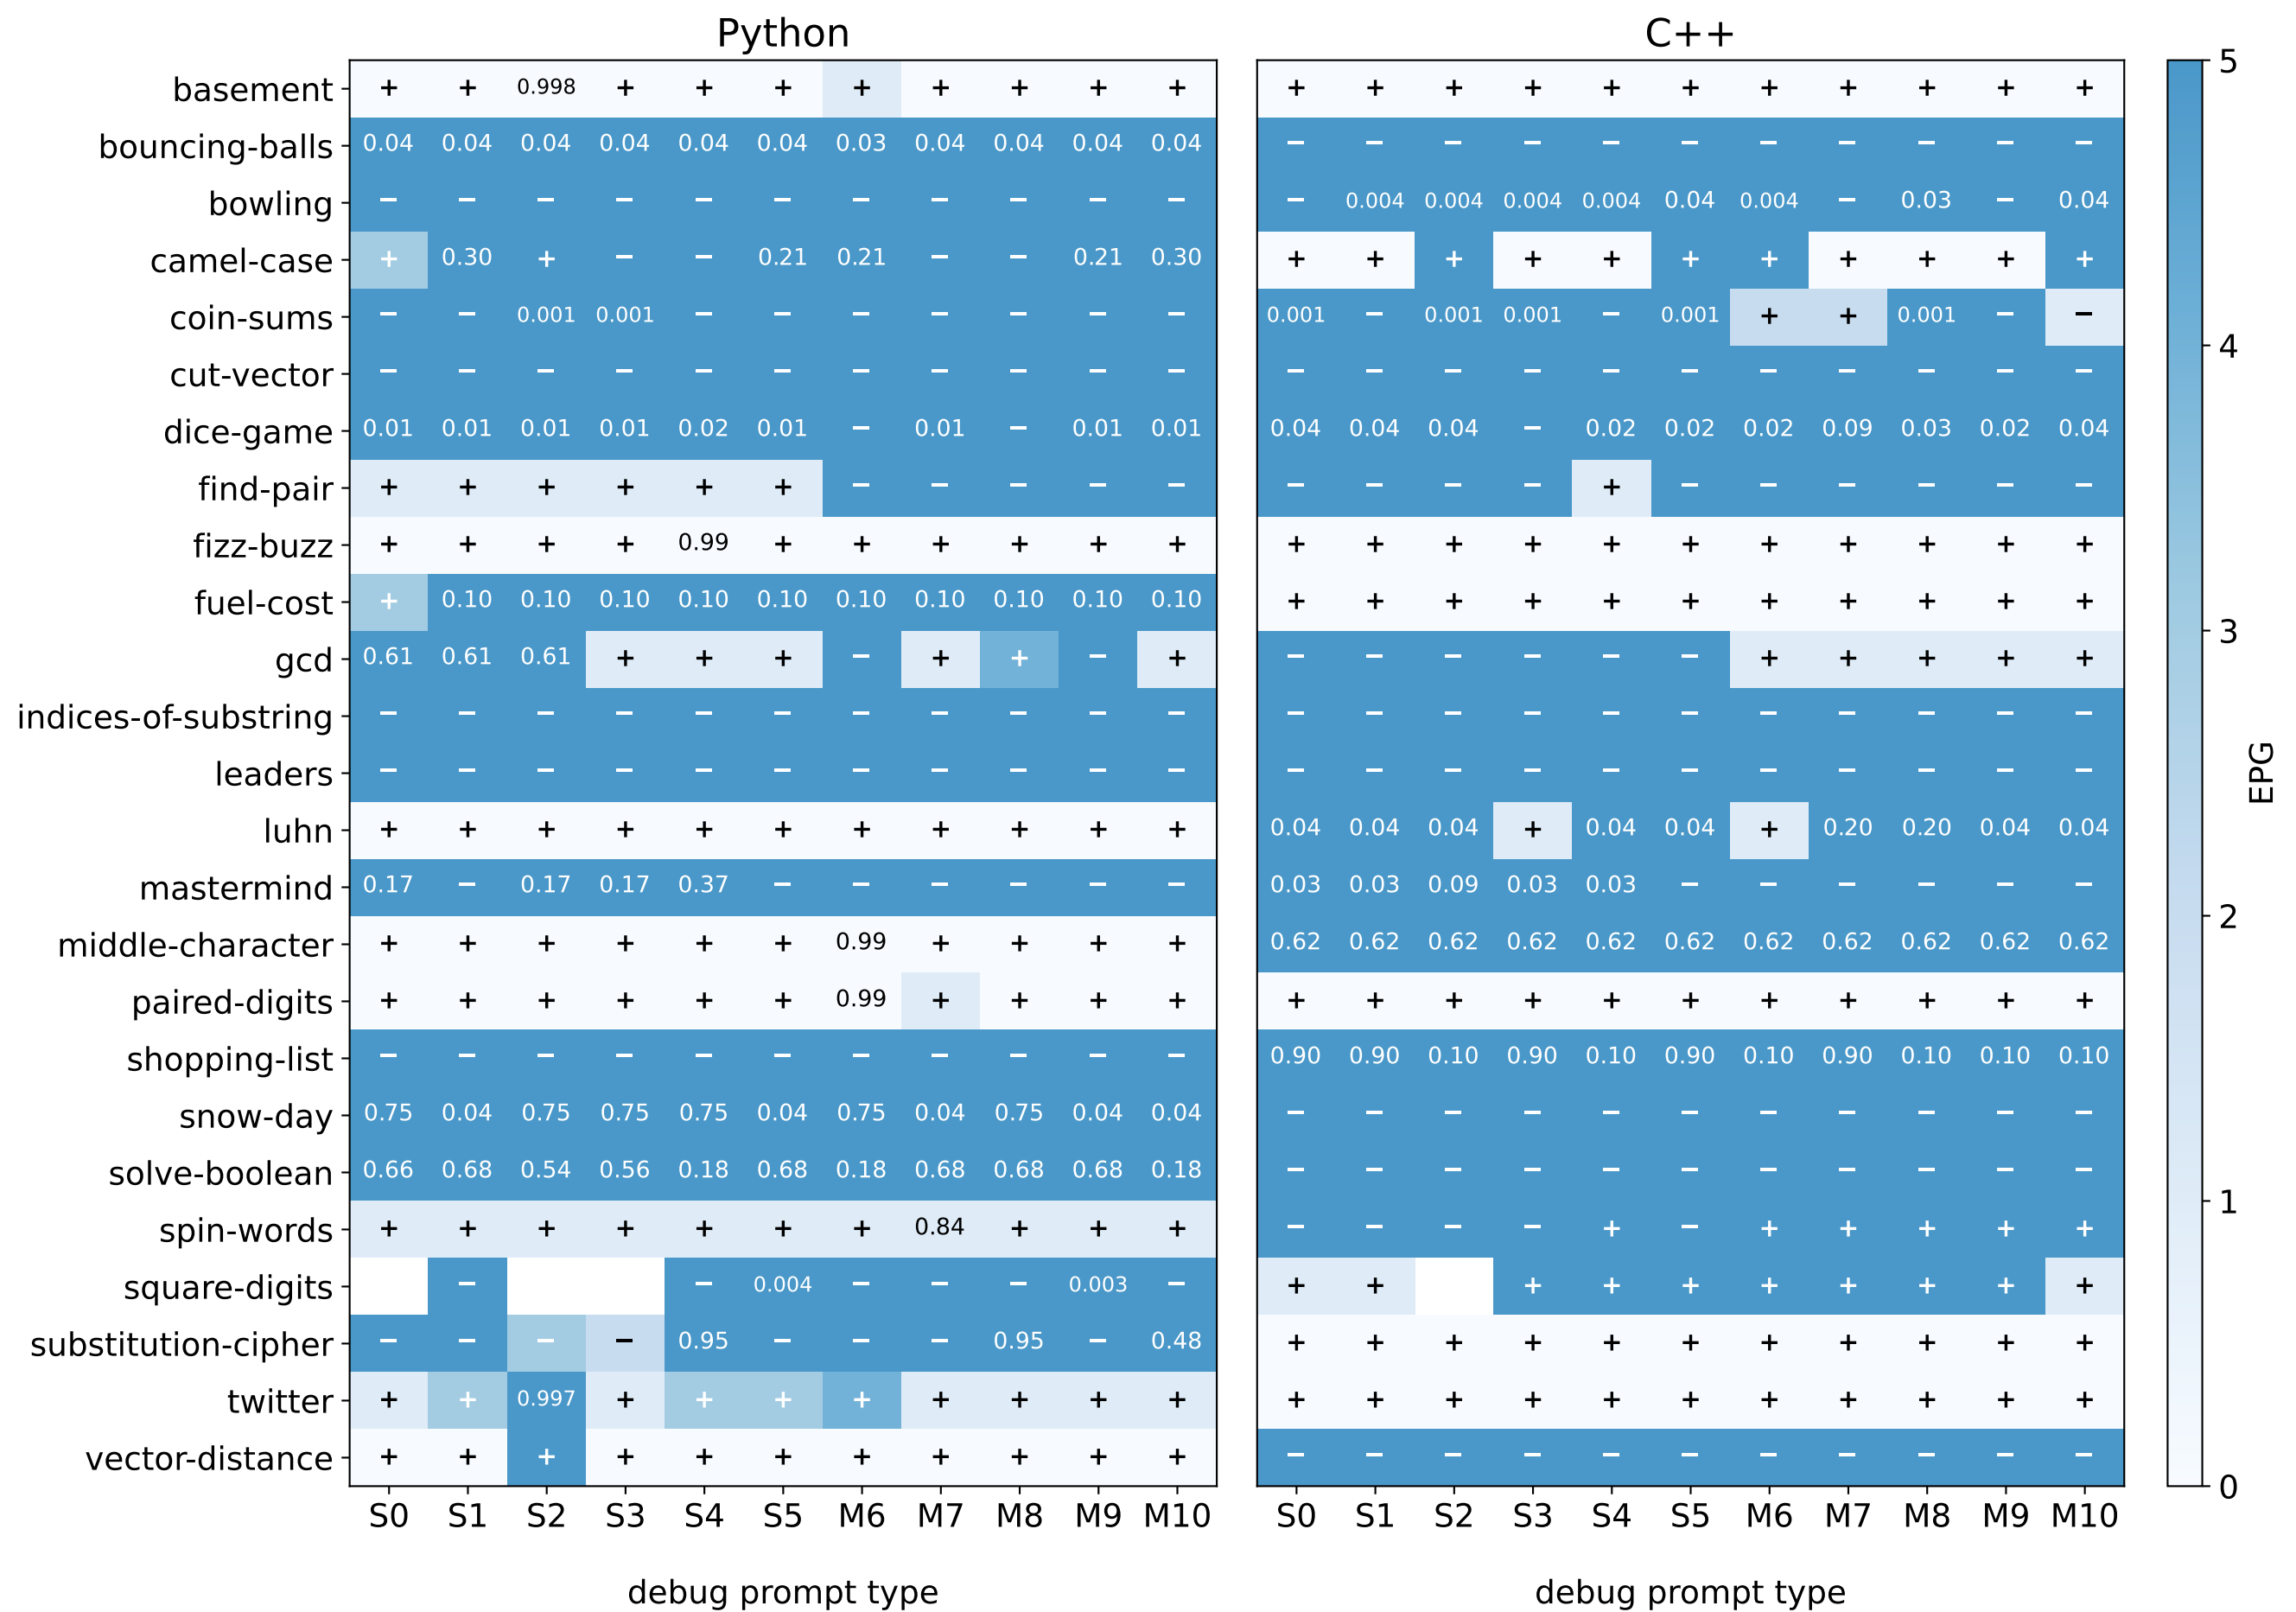 Python C++
basement + + 0.998 + + + + + + + + + + + + + + + + + + + 5
bouncing-balls 0.04 0.04 0.04 0.04 0.04 0.04 0.03 0.04 0.04 0.04 0.04 − − − − − − − − − − −
bowling − − − − − − − − − − − − 0.004 0.004 0.004 0.004 0.04 0.004 − 0.03 − 0.04
camel-case + 0.30 + − − 0.21 0.21 − − 0.21 0.30 + + + + + + + + + + +
coin-sums − − 0.001 0.001 − − − − − − − 0.001 − 0.001 0.001 − 0.001 + + 0.001 − − 4
cut-vector − − − − − − − − − − − − − − − − − − − − − −
dice-game 0.01 0.01 0.01 0.01 0.02 0.01 − 0.01 − 0.01 0.01 0.04 0.04 0.04 − 0.02 0.02 0.02 0.09 0.03 0.02 0.04
find-pair + + + + + + − − − − − − − − − + − − − − − −
fizz-buzz + + + + 0.99 + + + + + + + + + + + + + + + + +
fuel-cost + 0.10 0.10 0.10 0.10 0.10 0.10 0.10 0.10 0.10 0.10 + + + + + + + + + + + 3
gcd 0.61 0.61 0.61 + + + − + + − + − − − − − − + + + + +
indices-of-substring − − − − − − − − − − − − − − − − − − − − − −
leaders − − − − − − − − − − − − − − − − − − − − − − EPG
luhn + + + + + + + + + + + 0.04 0.04 0.04 + 0.04 0.04 + 0.20 0.20 0.04 0.04
mastermind 0.17 − 0.17 0.17 0.37 − − − − − − 0.03 0.03 0.09 0.03 0.03 − − − − − − 2
middle-character + + + + + + 0.99 + + + + 0.62 0.62 0.62 0.62 0.62 0.62 0.62 0.62 0.62 0.62 0.62
paired-digits + + + + + + 0.99 + + + + + + + + + + + + + + +
shopping-list − − − − − − − − − − − 0.90 0.90 0.10 0.90 0.10 0.90 0.10 0.90 0.10 0.10 0.10
snow-day 0.75 0.04 0.75 0.75 0.75 0.04 0.75 0.04 0.75 0.04 0.04 − − − − − − − − − − −
solve-boolean 0.66 0.68 0.54 0.56 0.18 0.68 0.18 0.68 0.68 0.68 0.18 − − − − − − − − − − − 1
spin-words + + + + + + + 0.84 + + + − − − − + − + + + + +
square-digits − − 0.004 − − − 0.003 − + + + + + + + + + +
substitution-cipher − − − − 0.95 − − − 0.95 − 0.48 + + + + + + + + + + +
twitter + + 0.997 + + + + + + + + + + + + + + + + + + +
vector-distance + + + + + + + + + + + − − − − − − − − − − − 0
S0 S1 S2 S3 S4 S5 M6 M7 M8 M9 M10 S0 S1 S2 S3 S4 S5 M6 M7 M8 M9 M10
debug prompt type debug prompt type